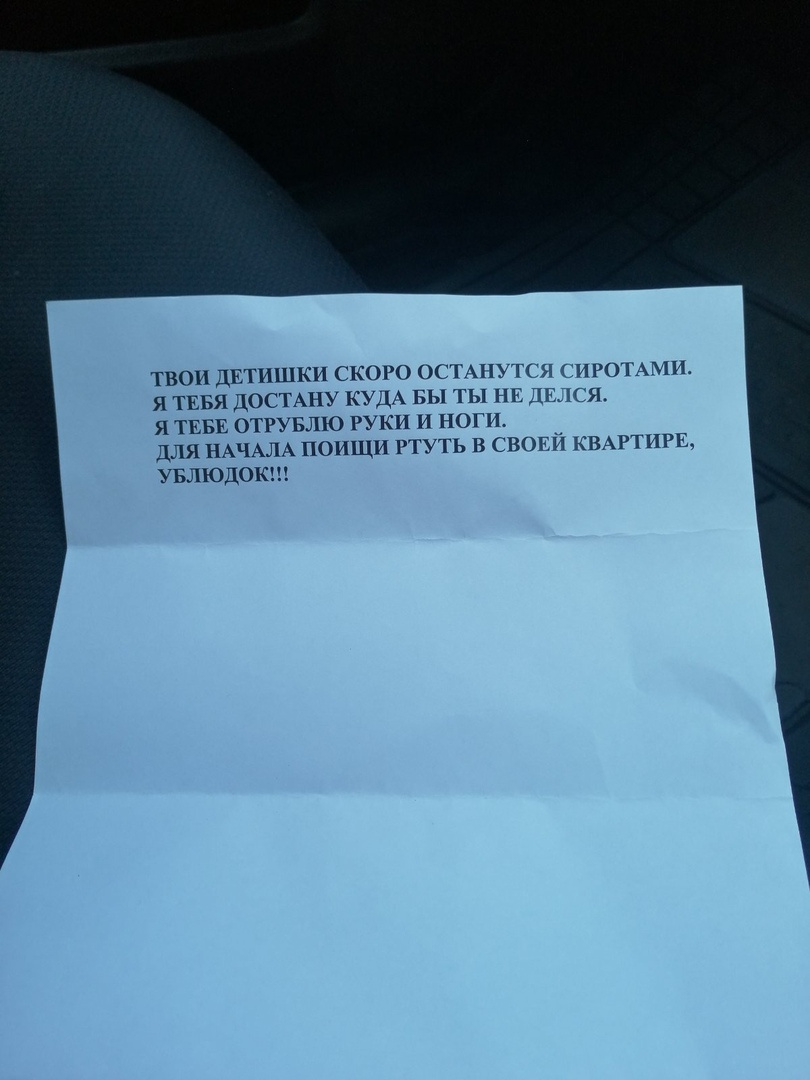 ТВОИ ДЕТИШКИ СКОРО ОСТАНУТСЯ СИРОТАМИ.
Я ТЕБЯ ДОСТАНУ КУДА БЫ ТЫ НЕ ДЕЛСЯ.
Я ТЕБЕ ОТРУБЛЮ РУКИ И НОГИ.
ДЛЯ НАЧАЛА ПОИЩИ РТУТЬ В СВОЕЙ КВАРТИРЕ,
УБЛЮДОК!!!